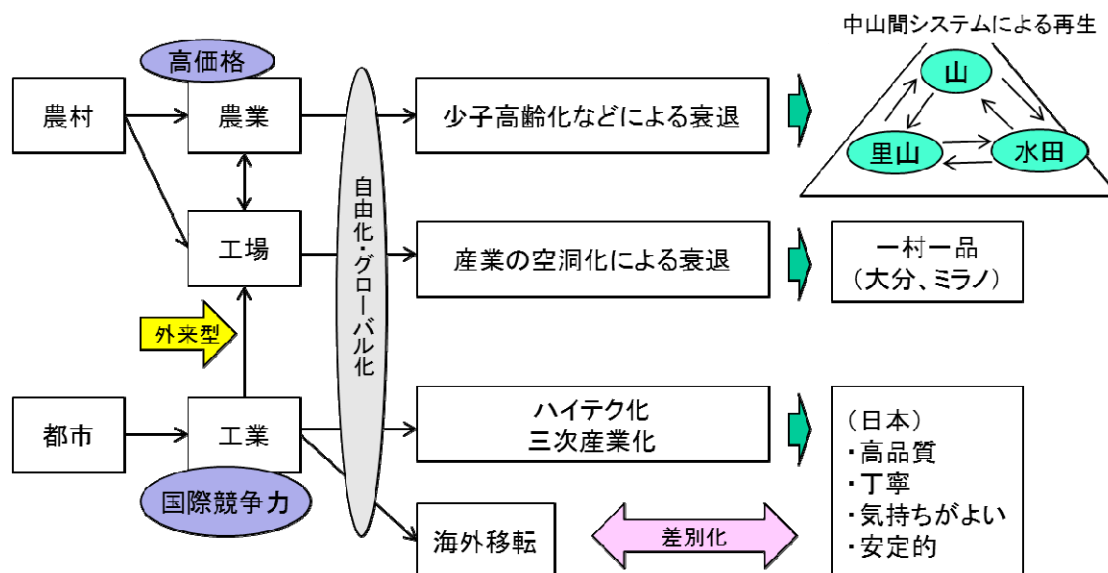 中山間システムによる再生
高価格
農村
農業
少子高齢化などによる衰退
山
里山
水田
自由化・グローバル化
工場
産業の空洞化による衰退
一村一品
(大分、ミラノ)
外来型
都市
工業
ハイテク化
三次産業化
(日本)
・高品質
・丁寧
・気持ちがよい
・安定的
国際競争力
海外移転
差別化